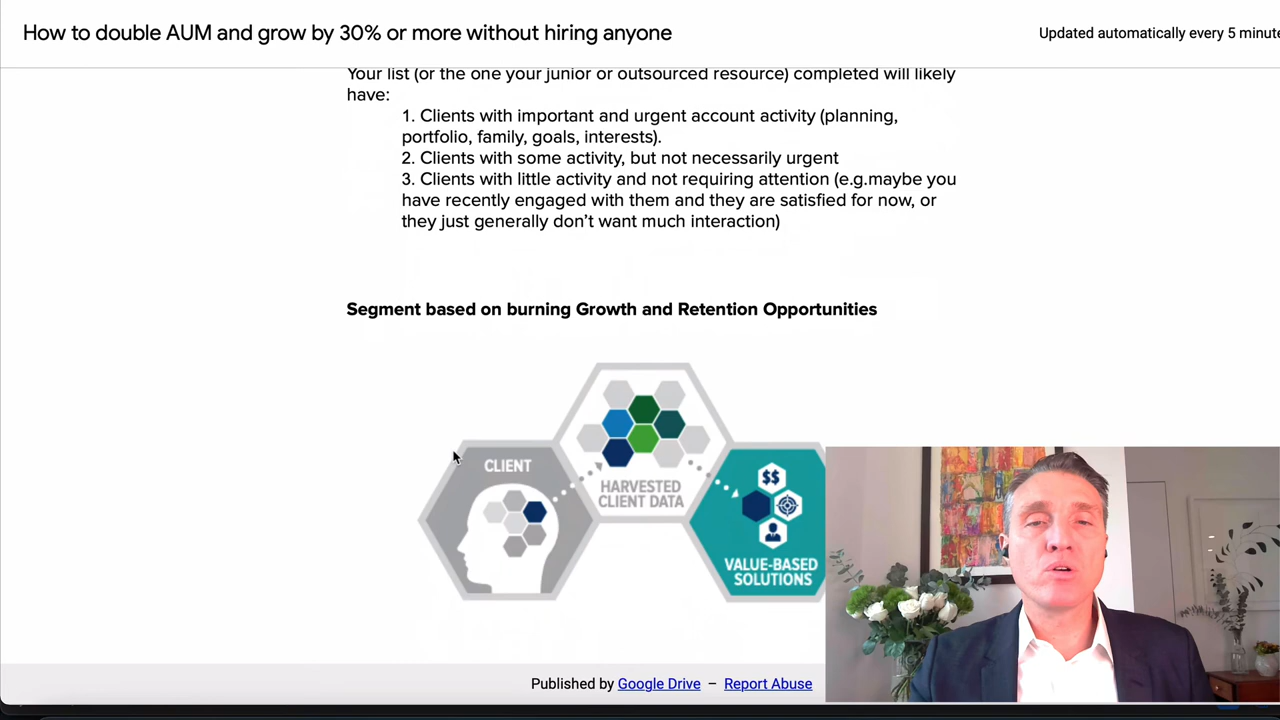 How to double AUM and grow by 30% or more without hiring anyone
Updated automatically every 5 minute
Your list (or the one your junior or outsourced resource) completed will likely
have:
1. Clients with important and urgent account activity (planning,
portfolio, family, goals, interests).
2. Clients with some activity, but not necessarily urgent
3. Clients with little activity and not requiring attention (e.g.maybe you
have recently engaged with them and they are satisfied for now, or
they just generally don't want much interaction)
Segment based on burning Growth and Retention Opportunities
CLIENT
HARVESTED
CLIENT DATA
$$
VALUE-BASED
SOLUTIONS
Published by Google Drive – Report Abuse